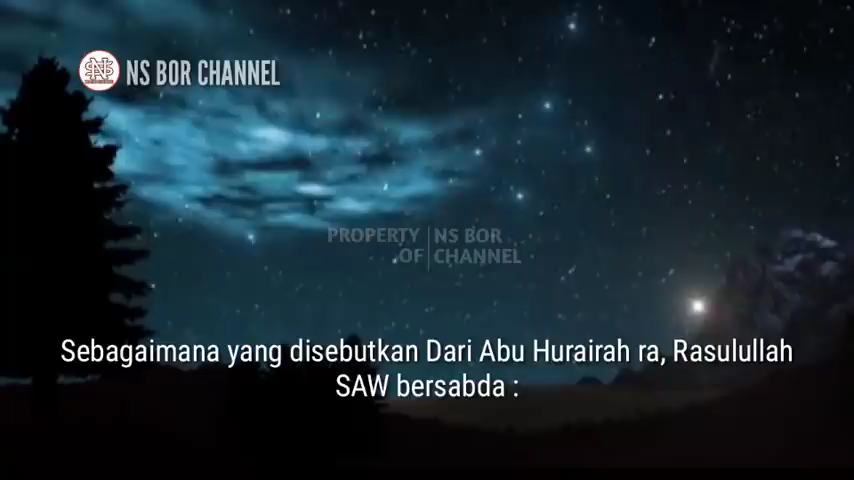 NS BOR CHANNEL
PROPERTY OF NS BOR CHANNEL
Sebagaimana yang disebutkan Dari Abu Hurairah ra, Rasulullah
SAW bersabda :